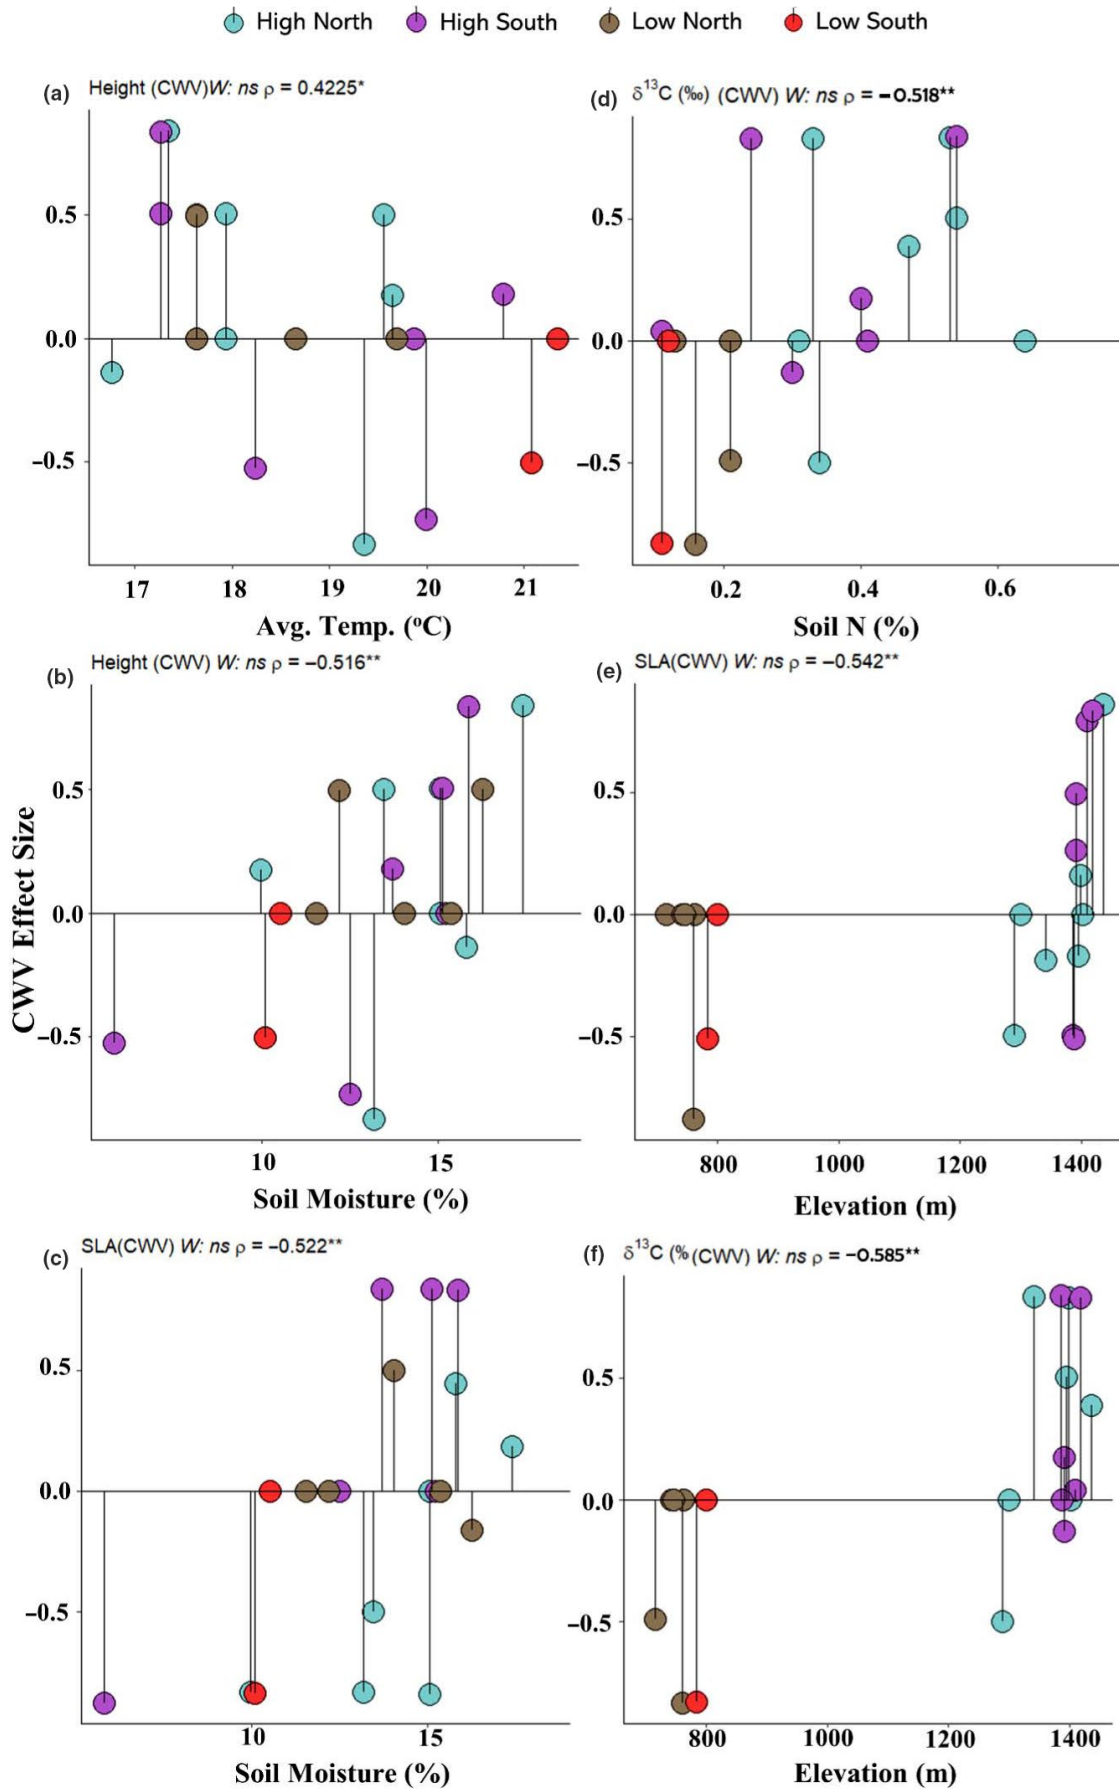 High North High South Low North Low South
(a) Height (CWV)W: ns ρ = 0.4225*
0.5
0.0
−0.5
17 18 19 20 21
Avg. Temp. (°C)
(d) δ13C (‰) (CWV) W: ns ρ = −0.518**
0.5
0.0
−0.5
0.2 0.4 0.6
Soil N (%)
CWV Effect Size
(b) Height (CWV) W: ns ρ = −0.516**
0.5
0.0
−0.5
10 15
Soil Moisture (%)
(e) SLA(CWV) W: ns ρ = −0.542**
0.5
0.0
−0.5
800 1000 1200 1400
Elevation (m)
(c) SLA(CWV) W: ns ρ = −0.522**
0.5
0.0
−0.5
10 15
Soil Moisture (%)
(f) δ13C (% (CWV) W: ns ρ = −0.585**
0.5
0.0
−0.5
800 1000 1200 1400
Elevation (m)